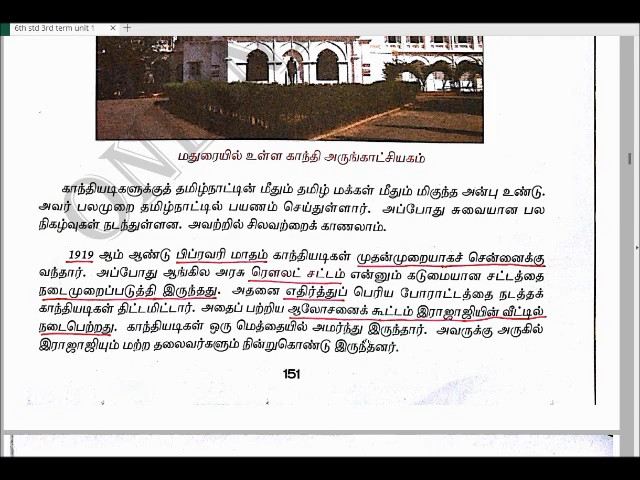 6th std 3rd term unit 1
மதுரையில் உள்ள காந்தி அருங்காட்சியகம்
காந்தியடிகளுக்குத் தமிழ்நாட்டின் மீதும் தமிழ் மக்கள் மீதும் மிகுந்த அன்பு உண்டு.
அவர் பலமுறை தமிழ்நாட்டில் பயணம் செய்துள்ளார். அப்போது சுவையான பல
நிகழ்வுகள் நடந்துள்ளன. அவற்றில் சிலவற்றைக் காணலாம்.
1919 ஆம் ஆண்டு பிப்ரவரி மாதம் காந்தியடிகள் முதன்முறையாகச் சென்னைக்கு
வந்தார். அப்போது ஆங்கில அரசு ரௌலட் சட்டம் என்னும் கடுமையான சட்டத்தை
நடைமுறைப்படுத்தி இருந்தது. அதனை எதிர்த்துப் பெரிய போராட்டத்தை நடத்தக்
காந்தியடிகள் திட்டமிட்டார். அதைப் பற்றிய ஆலோசனைக் கூட்டம் இராஜாஜியின் வீட்டில்
நடைபெற்றது. காந்தியடிகள் ஒரு மெத்தையில் அமர்ந்து இருந்தார். அவருக்கு அருகில்
இராஜாஜியும் மற்ற தலைவர்களும் நின்றுகொண்டு இருந்தனர்.
151